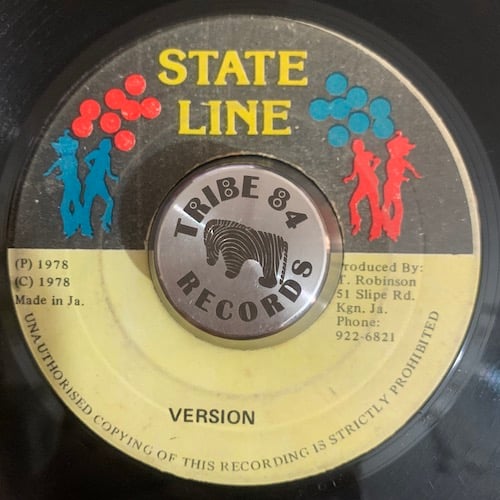 STATE
LINE
TRIBE 84
RECORDS
(P) 1978
(C) 1978
Made in Ja.
roduced By:
T. Robinson
51 Slipe Rd.
Kgn. Ja.
Phone:
922-6821
VERSION
UNAUTHORISED COPYING OF THIS RECORDING IS STRICTLY PROHIBITED